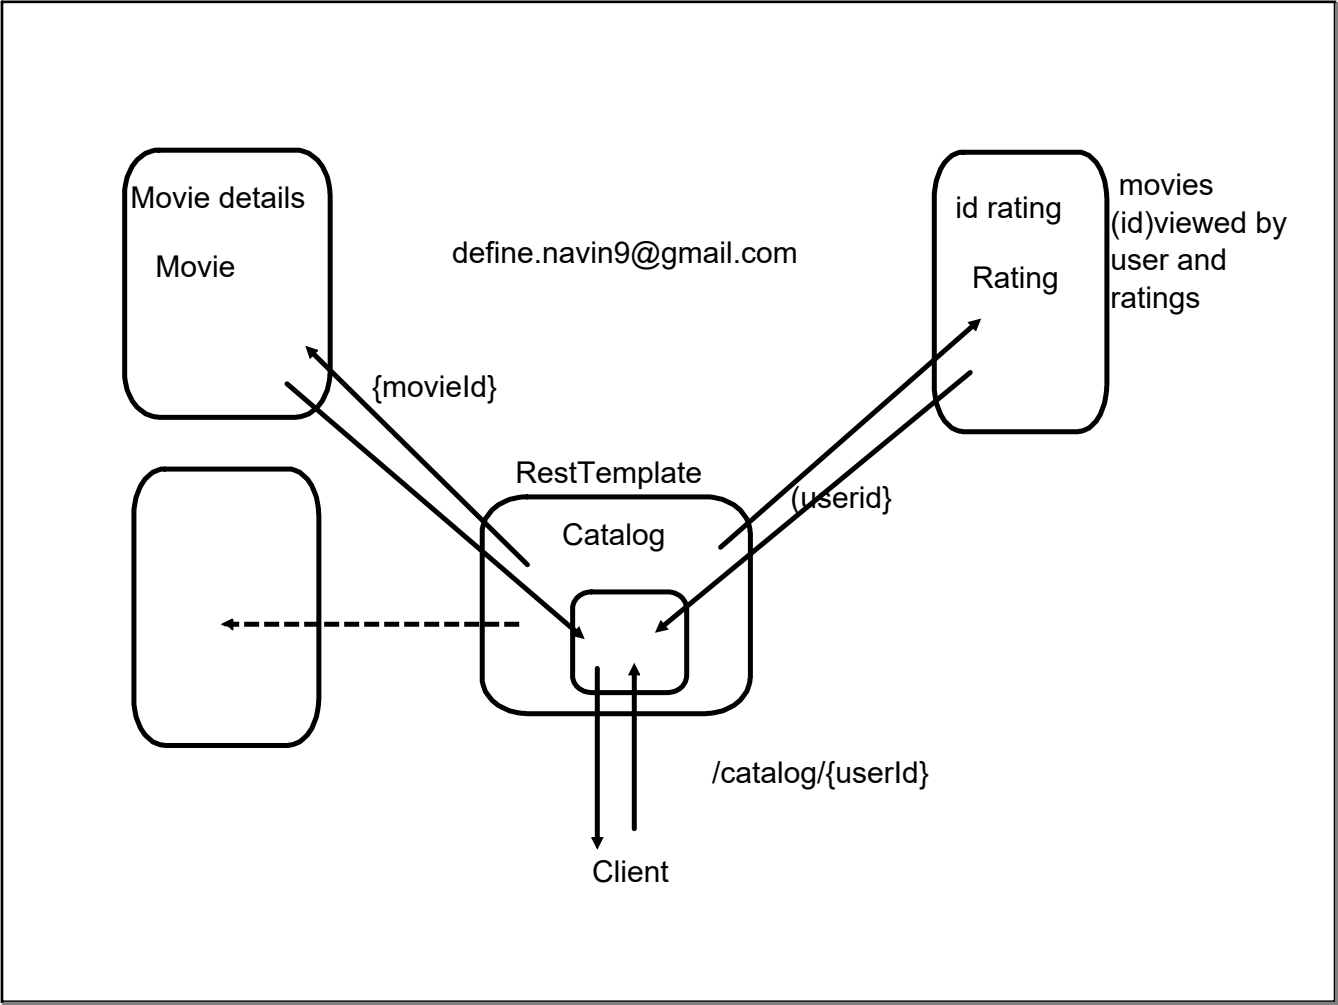 Movie details
Movie
define.navin9@gmail.com
id rating
Rating
movies
(id)viewed by
user and
ratings
{movieId}
RestTemplate
(userid}
Catalog
/catalog/{userId}
Client